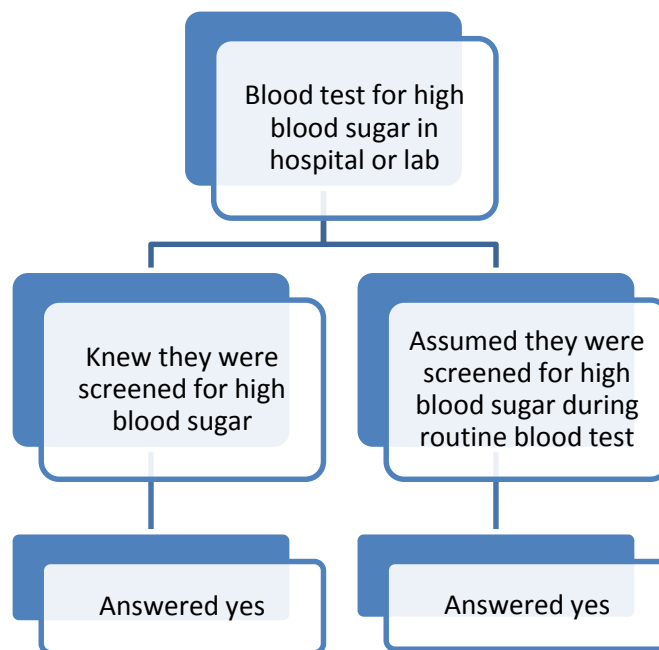 Blood test for high
blood sugar in
hospital or lab
Knew they were
screened for high
blood sugar
Assumed they were
screened for high
blood sugar during
routine blood test
Answered yes
Answered yes